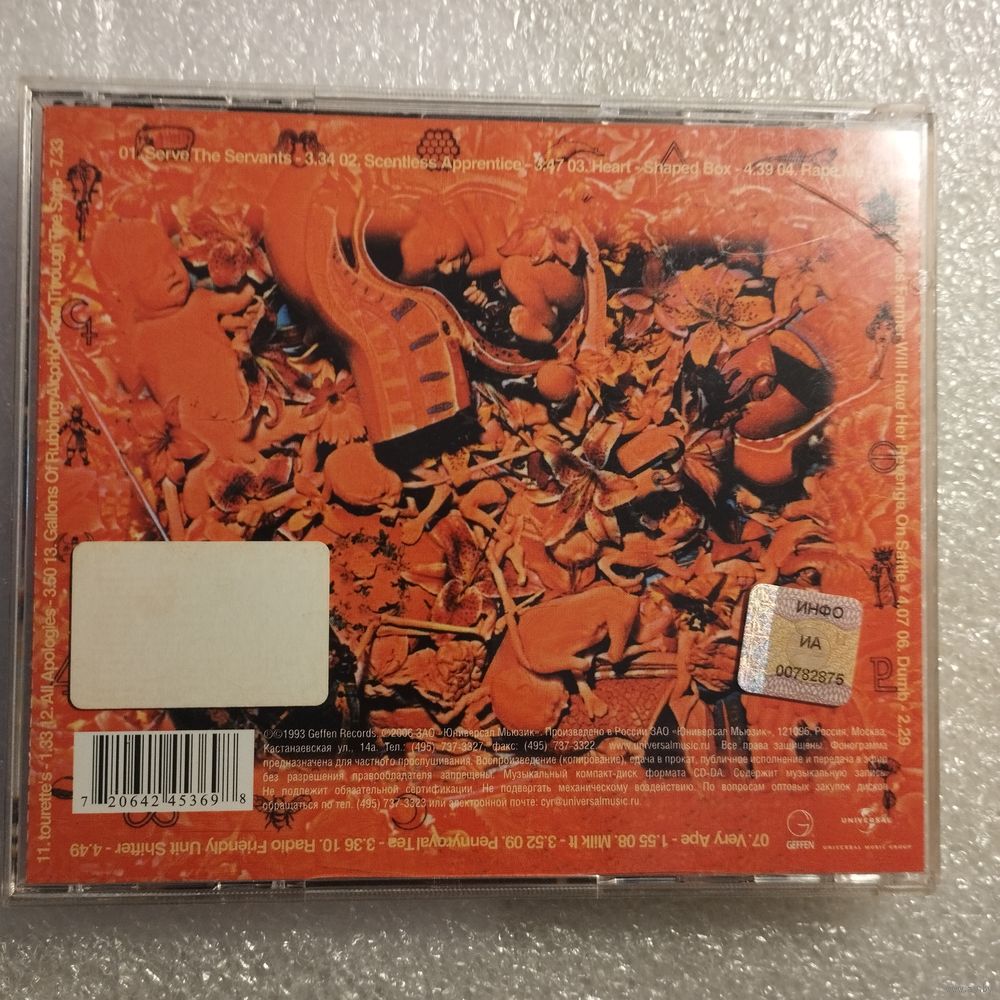 01. Serve The Servants - 3.34 02. Scentless Apprentice - 3.47 03. Heart - Shaped Box - 4.39 04. Rape Me -
Farmer Will Have Her Revenge On Sattle! 4.07 06. Dumb - 2.29
07. Very Ape - 1.55 08. Milk It - 3.52 09. Pennyroyal Tea - 3.36 10. Radio Friendly Unit Shifter - 4.49
11. tourettes - 1.33 12. All Apologies - 3.50 13. Gallons Of Rubbing Alcohol Flow Through The Strip - 7.33
ИНФО
ИА
00782875
7 20642 45369 8
℗©1993 Geffen Records. ©2006 ЗАО «Юниверсал Мьюзик». Произведено в России ЗАО «Юниверсал Мьюзик», 121096, Россия, Москва,
Кастанаевская ул., 14а. Тел.: (495) 737-3327 факс: (495) 737-3322 www.universalmusic.ru Все права защищены. Фонограмма
предназначена для частного прослушивания. Воспроизведение (копирование), сдача в прокат, публичное исполнение и передача в эфир
без разрешения правообладателя запрещены. Музыкальный компакт-диск формата CD-DA. Содержит музыкальную запись.
Не подлежит обязательной сертификации. Не подвергать механическому воздействию. По вопросам оптовых закупок дисков
обращаться по тел. (495) 737-3323 или электронной почте: cyr@universalmusic.ru
GEFFEN
UNIVERSAL
UNIVERSAL MUSIC GROUP